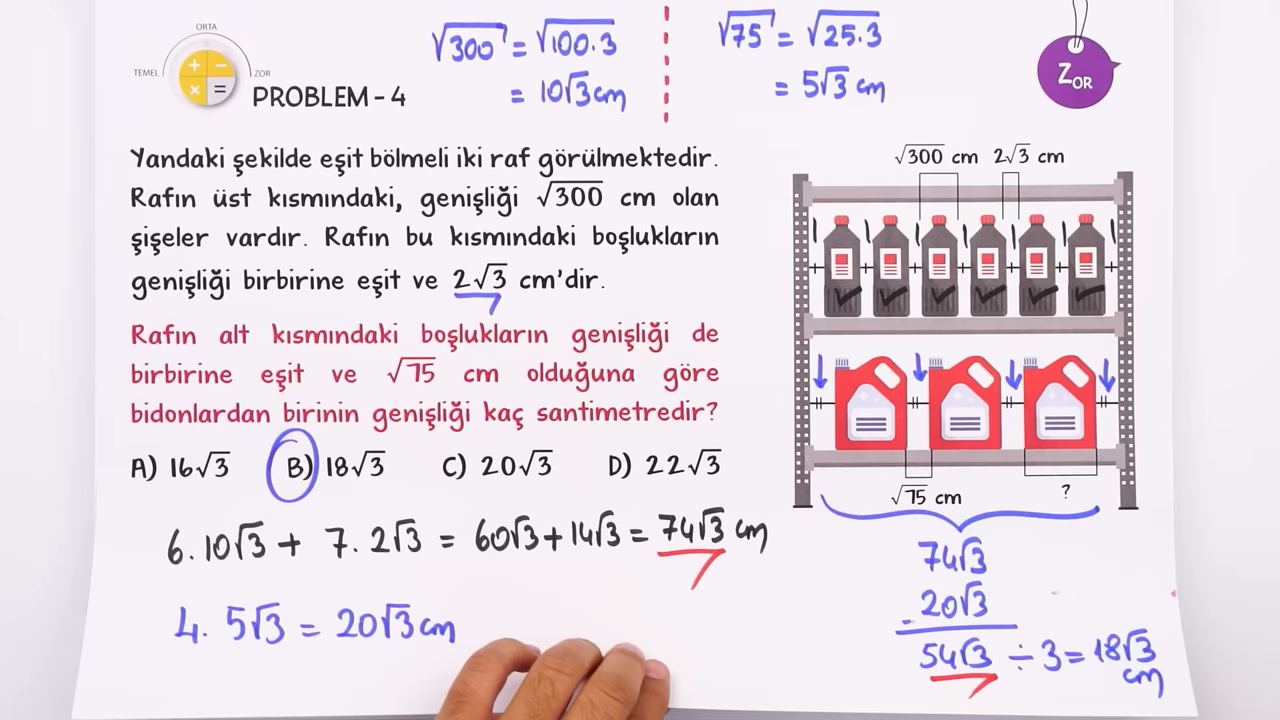 √300 = √100.3
= 10√3 cm
√75 = √25.3
= 5√3 cm
ORTA
TEMEL
ZOR
+ −
× =
PROBLEM - 4
ZOR
Yandaki şekilde eşit bölmeli iki raf görülmektedir.
Rafın üst kısmındaki, genişliği √300 cm olan
şişeler vardır. Rafın bu kısmındaki boşlukların
genişliği birbirine eşit ve 2√3 cm'dir.
Rafın alt kısmındaki boşlukların genişliği de
birbirine eşit ve √75 cm olduğuna göre
bidonlardan birinin genişliği kaç santimetredir?
A) 16√3 B) 18√3 C) 20√3 D) 22√3
√300 cm 2√3 cm
√75 cm ?
6.10√3 + 7.2√3 = 60√3 + 14√3 = 74√3 cm
4. 5√3 = 20√3 cm
74√3
- 20√3
54√3 ÷ 3 = 18√3
cm